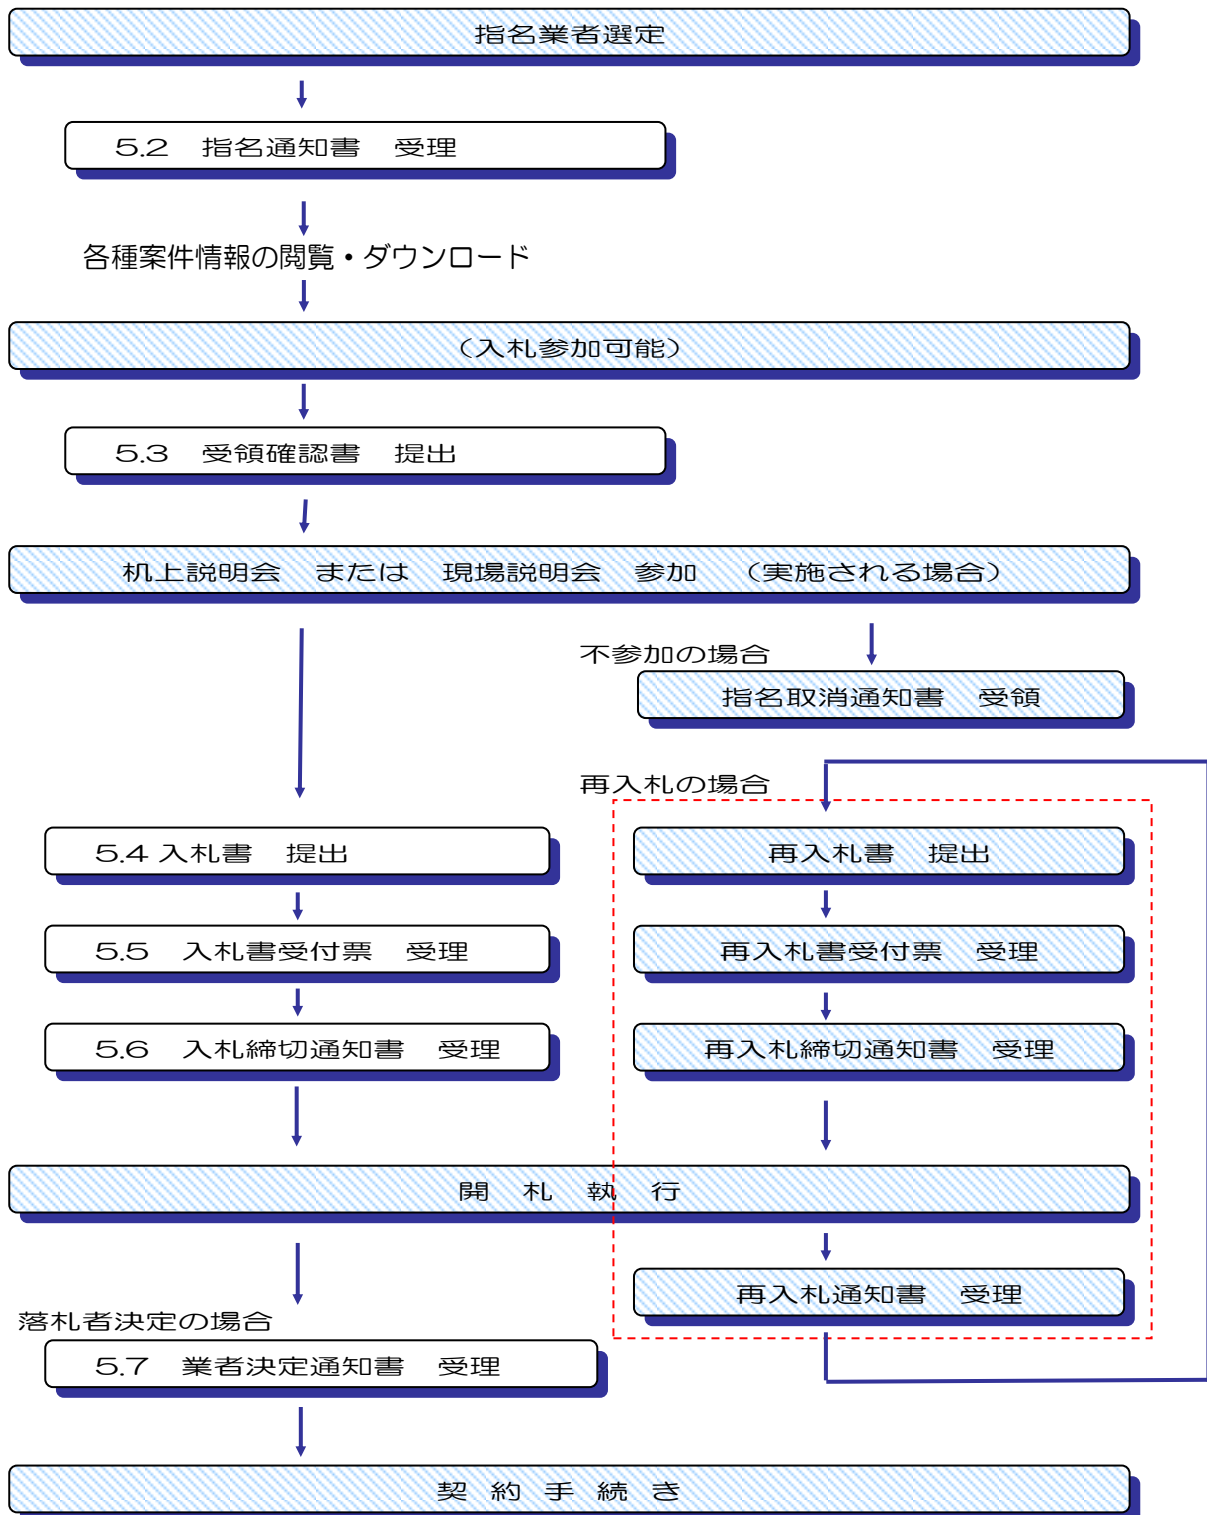 指名業者選定
5.2　指名通知書　受理
各種案件情報の閲覧・ダウンロード
（入札参加可能）
5.3　受領確認書　提出
机上説明会　または　現場説明会　参加　（実施される場合）
不参加の場合
指名取消通知書　受領
再入札の場合
5.4 入札書　提出
再入札書　提出
5.5　入札書受付票　受理
再入札書受付票　受理
5.6　入札締切通知書　受理
再入札締切通知書　受理
開　札　執　行
再入札通知書　受理
落札者決定の場合
5.7　業者決定通知書　受理
契 約 手 続 き